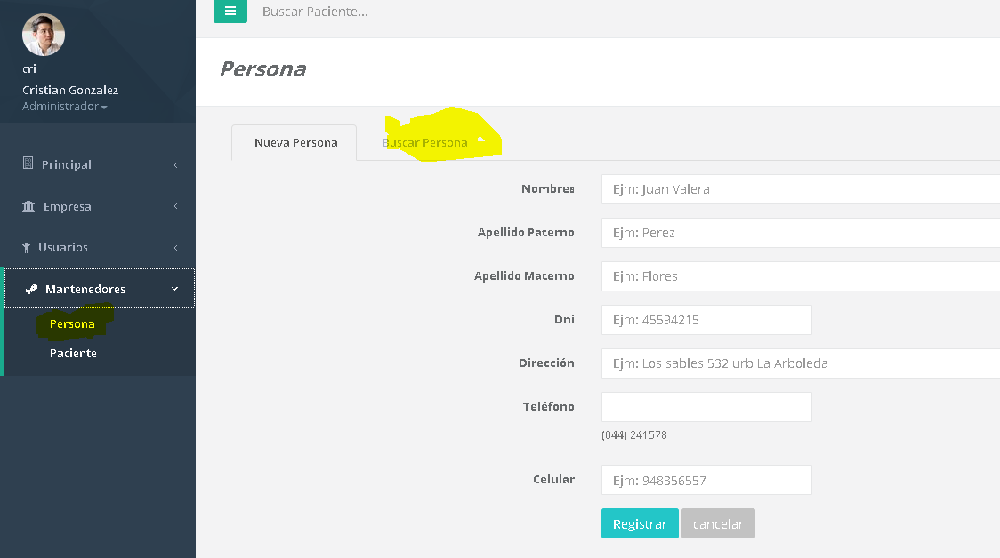 Buscar Paciente...
cri
Cristian Gonzalez
Administrador
Principal
Empresa
Usuarios
Mantenedores
Persona
Paciente
Persona
Nueva Persona
Buscar Persona
Nombres
Ejm: Juan Valera
Apellido Paterno
Ejm: Perez
Apellido Materno
Ejm: Flores
Dni
Ejm: 45594215
Dirección
Ejm: Los sables 532 urb La Arboleda
Teléfono
(044) 241578
Celular
Ejm: 948356557
Registrar
cancelar